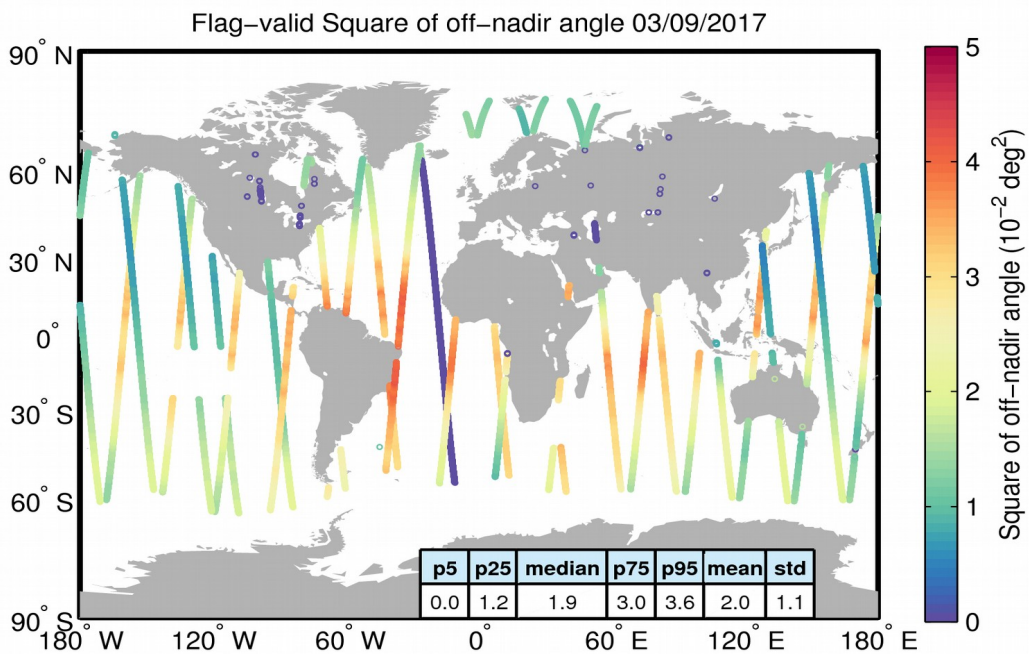 Flag−valid Square of off−nadir angle 03/09/2017
90° N
60° N
30° N
0°
30° S
60° S
90° S
180° W
120° W
60° W
0°
60° E
120° E
180° E
p5 p25 median p75 p95 mean std
0.0 1.2 1.9 3.0 3.6 2.0 1.1
5
4
3
2
1
0
Square of off−nadir angle (10⁻² deg²)